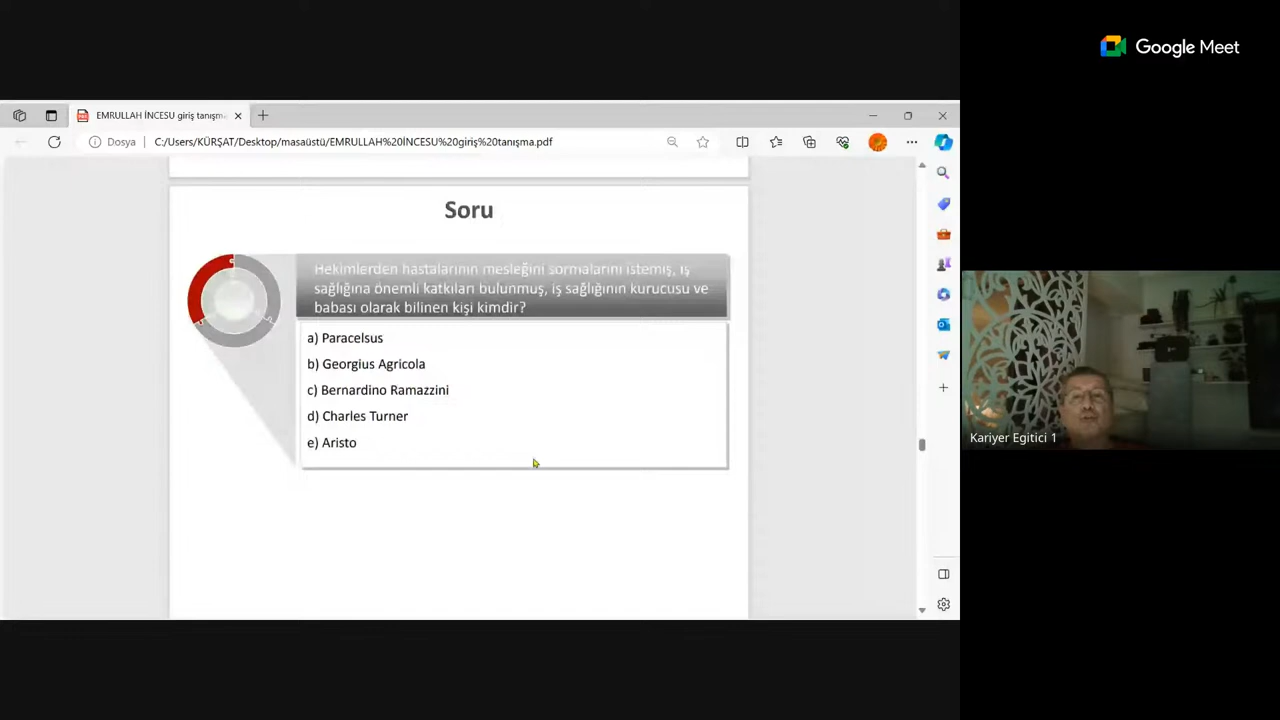 Google Meet
EMRULLAH İNCESU giriş tanışma
Dosya
C:/Users/KÜRŞAT/Desktop/masaüstü/EMRULLAH%20İNCESU%20giriş%20tanışma.pdf
Soru
Hekimlerden hastalarının mesleğini sormalarını istemiş, iş
sağlığına önemli katkıları bulunmuş, iş sağlığının kurucusu ve
babası olarak bilinen kişi kimdir?
a) Paracelsus
b) Georgius Agricola
c) Bernardino Ramazzini
d) Charles Turner
e) Aristo
Kariyer Egitici 1